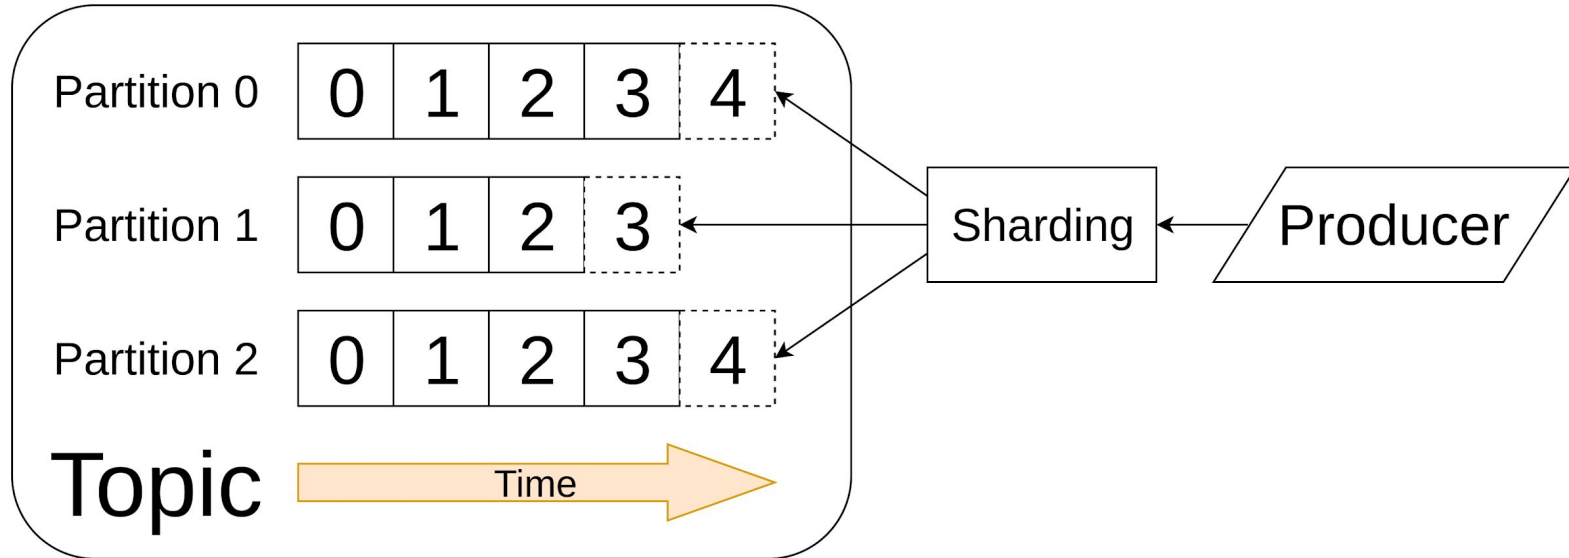 Partition 0 0 1 2 3 4
Partition 1 0 1 2 3
Partition 2 0 1 2 3 4
Topic Time
Sharding
Producer